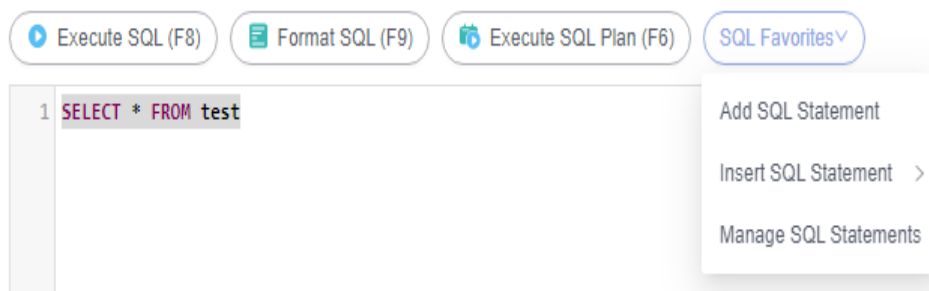 Execute SQL (F8) Format SQL (F9) Execute SQL Plan (F6) SQL Favorites
1 SELECT * FROM test
Add SQL Statement
Insert SQL Statement
Manage SQL Statements